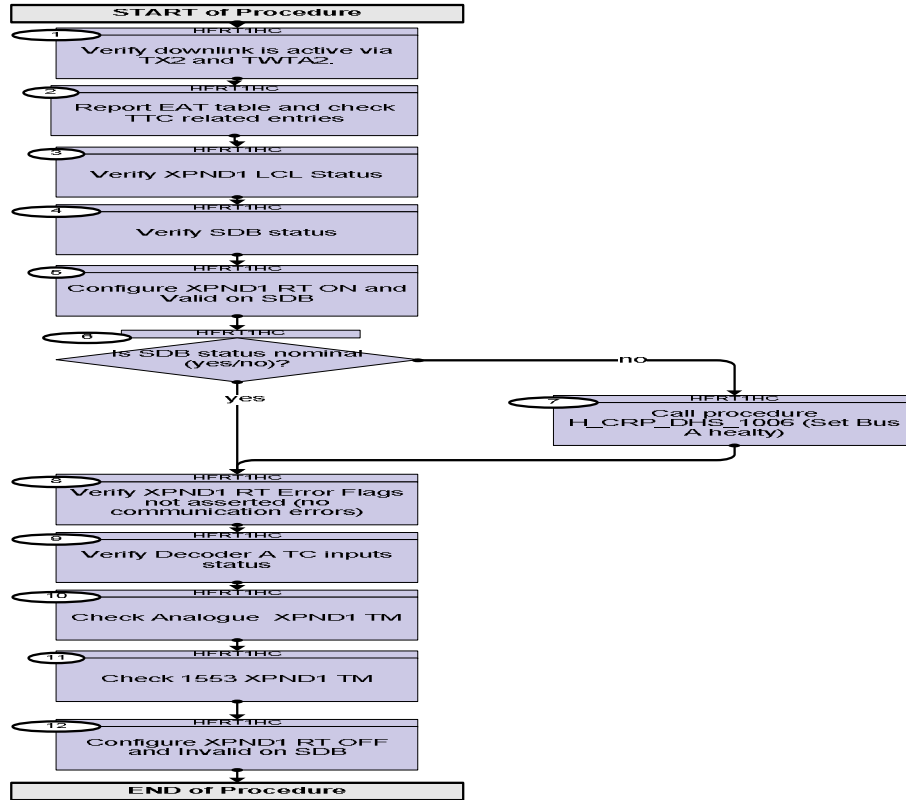 START of Procedure
HFRT1HC
1
Verify downlink is active via
TX2 and TWTA2.
HFRT1HC
2
Report EAT table and check
TTC related entries
HFRT1HC
3
Verify XPND1 LCL Status
HFRT1HC
4
Verify SDB status
HFRT1HC
5
Configure XPND1 RT ON and
Valid on SDB
HFRT1HC
6
Is SDB status nominal
(yes/no)?
no
yes
HFRT1HC
7
Call procedure
H_CRP_DHS_1006 (Set Bus
A healty)
HFRT1HC
8
Verify XPND1 RT Error Flags
not asserted (no
communication errors)
HFRT1HC
9
Verify Decoder A TC inputs
status
HFRT1HC
10
Check Analogue XPND1 TM
HFRT1HC
11
Check 1553 XPND1 TM
HFRT1HC
12
Configure XPND1 RT OFF
and Invalid on SDB
END of Procedure